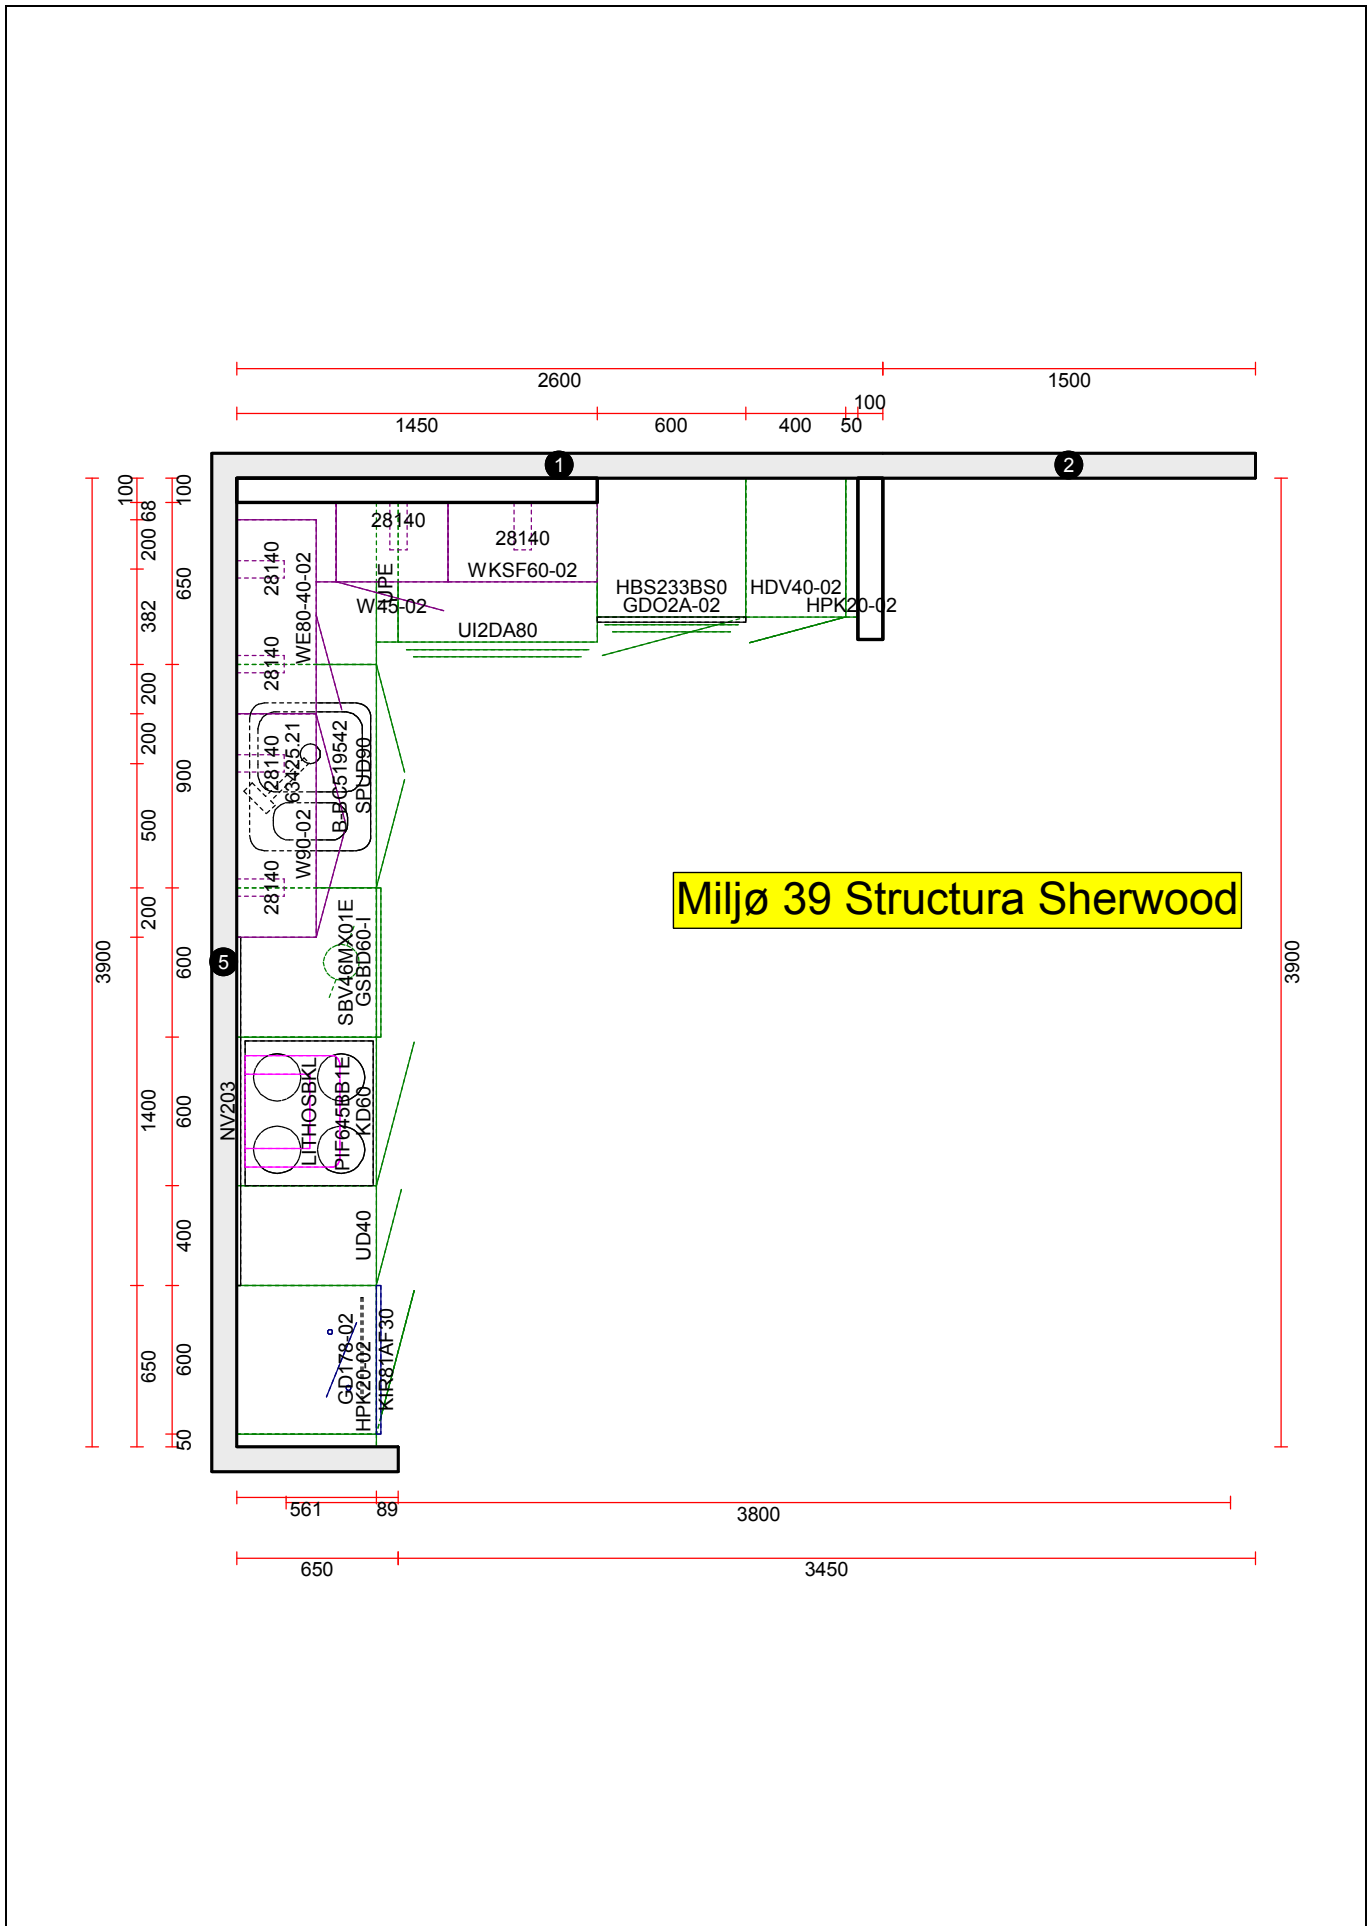 2600
1500
100
1450
600
400
50
1
2
100
100
68
200
650
382
200
200
900
500
200
3900
600
1400
600
400
650
600
50
5
28140
28140
WKSF60-02
28140
WE80-40-02
UPE
W45-02
UI2DA80
HBS233BS0
GDO2A-02
HDV40-02
HPK20-02
28140
28140
63425.21
B-BC519542
SPUD90
W90-02
28140
Miljø 39 Structura Sherwood
SBV46MX01E
GSBD60-I
3900
NV203
LITHOSBKL
PIF645BB1E
KD60
UD40
GD178-02
HPK20-02
KIR81AF30
561
89
3800
650
3450